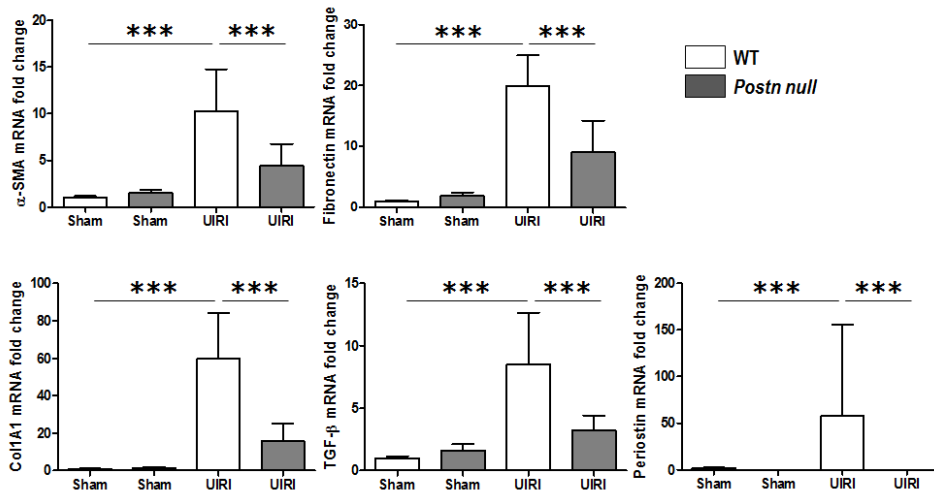 α-SMA mRNA fold change
20
15
10
5
0
***
***
Sham
Sham
UIRI
UIRI
Fibronectin mRNA fold change
30
20
10
0
***
***
Sham
Sham
UIRI
UIRI
WT
Postn null
Col1A1 mRNA fold change
100
80
60
40
20
0
***
***
Sham
Sham
UIRI
UIRI
TGF-β mRNA fold change
15
10
5
0
***
***
Sham
Sham
UIRI
UIRI
Periostin mRNA fold change
200
150
100
50
0
***
***
Sham
Sham
UIRI
UIRI